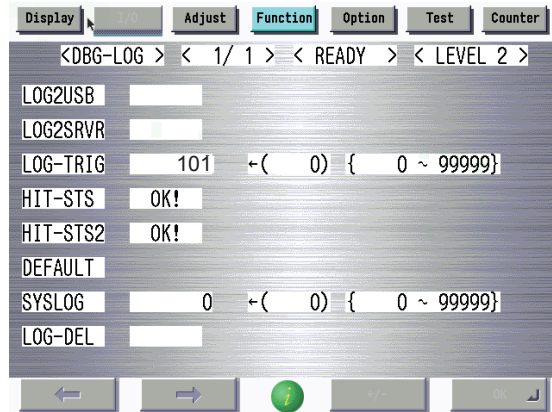 Display I/O Adjust Function Option Test Counter
<DBG-LOG > < 1/ 1 > < READY > < LEVEL 2 >
LOG2USB
LOG2SRVR
LOG-TRIG 101 ←( 0) { 0 ~ 99999}
HIT-STS OK!
HIT-STS2 OK!
DEFAULT
SYSLOG 0 ←( 0) { 0 ~ 99999}
LOG-DEL
← → i +/- OK ↵